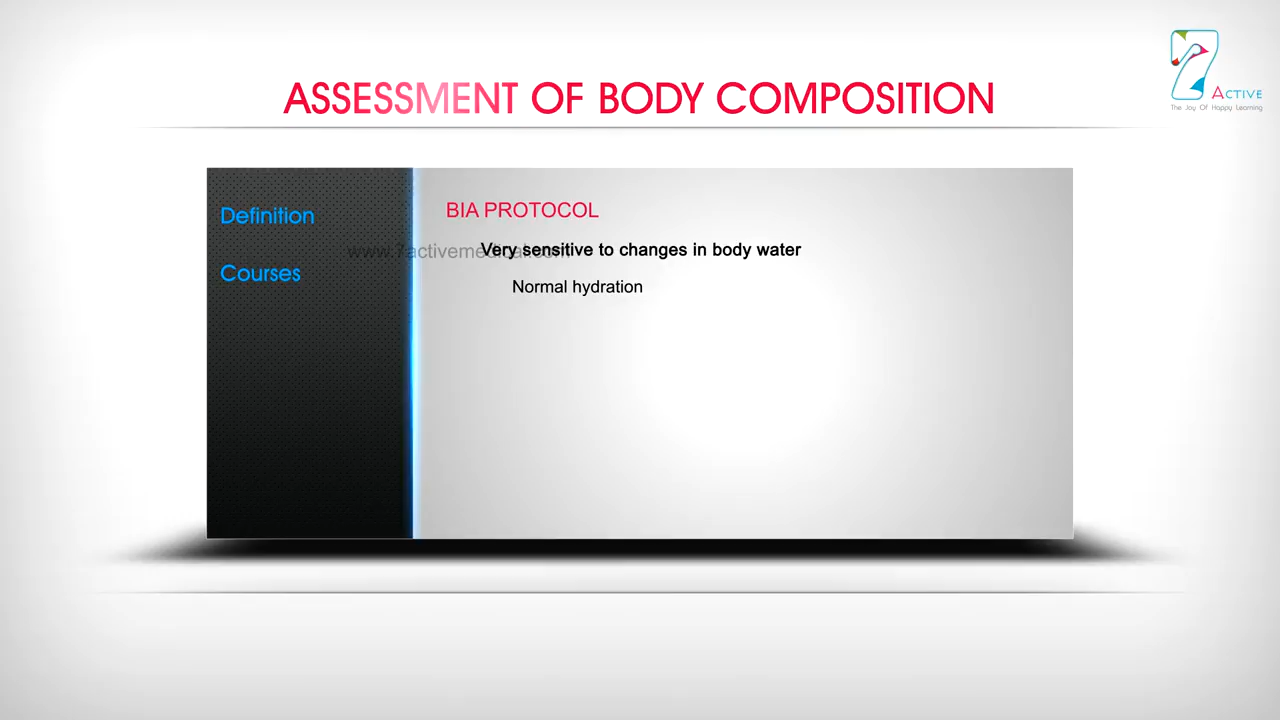 ASSESSMENT OF BODY COMPOSITION
7 ACTIVE
The Joy Of Happy Learning
Definition
Courses
BIA PROTOCOL
Very sensitive to changes in body water
www.7activemedical.com
Normal hydration